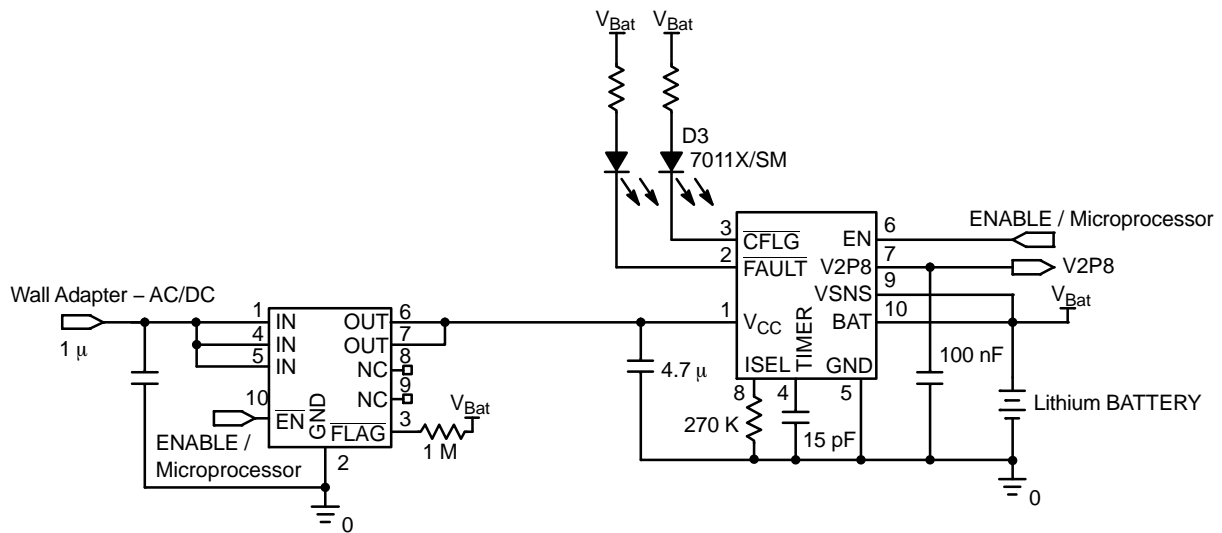 V_Bat
V_Bat
D3
7011X/SM
ENABLE / Microprocessor
3
CFLG
EN
6
2
FAULT
V2P8
7
V2P8
Wall Adapter – AC/DC
VSNS
9
V_Bat
1
V_CC
TIMER
BAT
10
1
IN
OUT
6
4
IN
OUT
7
1 μ
5
IN
NC
8
4.7 μ
ISEL
GND
100 nF
NC
9
8
4
5
10
EN
GND
FLAG
3
V_Bat
270 K
15 pF
Lithium BATTERY
ENABLE /
Microprocessor
2
1 M
0
0